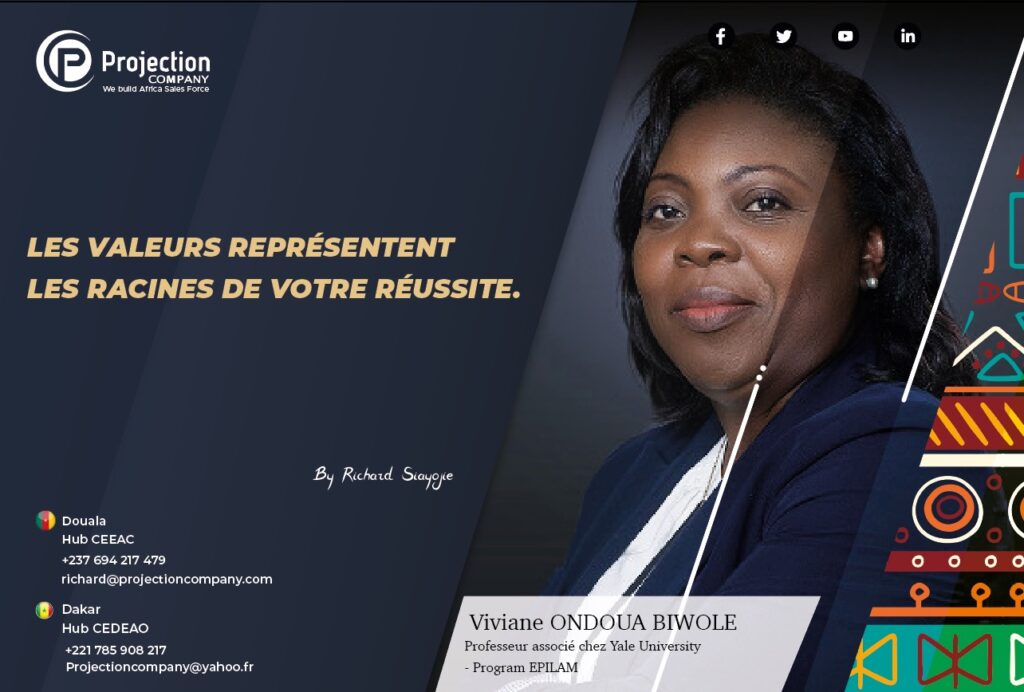 Projection
COMPANY
We build Africa Sales Force
LES VALEURS REPRÉSENTENT
LES RACINES DE VOTRE RÉUSSITE.
By Richard Siayojie
Douala
Hub CEEAC
+237 694 217 479
richard@projectioncompany.com
Dakar
Hub CEDEAO
+221 785 908 217
Projectioncompany@yahoo.fr
Viviane ONDOUA BIWOLE
Professeur associé chez Yale University
- Program EPILAM